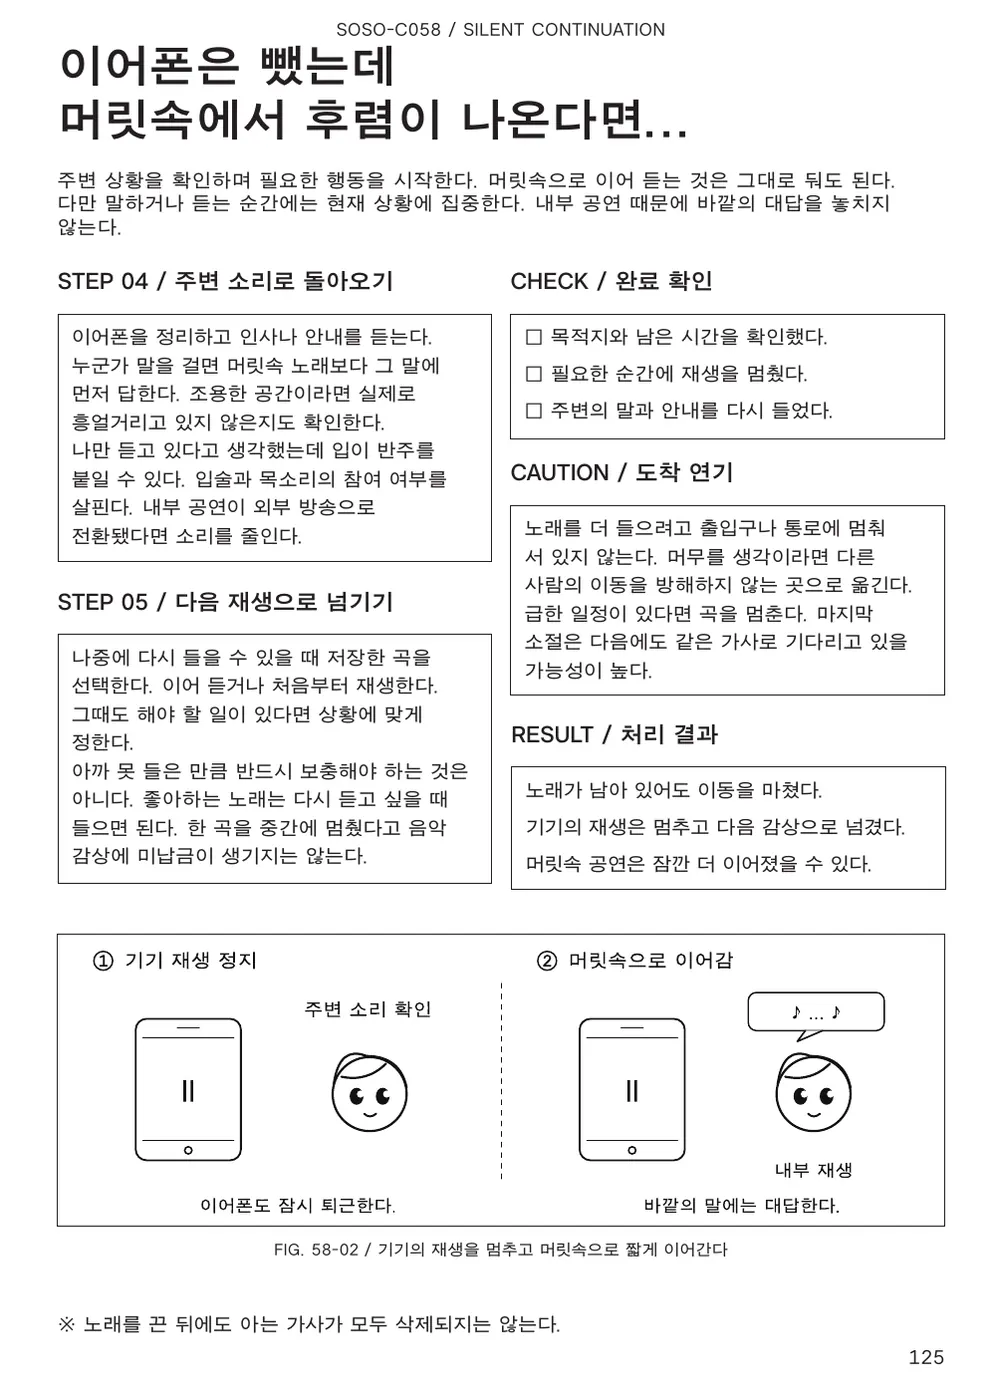 SOSO-C058 / SILENT CONTINUATION
이어폰은 뺐는데
머릿속에서 후렴이 나온다면...
주변 상황을 확인하며 필요한 행동을 시작한다. 머릿속으로 이어 듣는 것은 그대로 둬도 된다.
다만 말하거나 듣는 순간에는 현재 상황에 집중한다. 내부 공연 때문에 바깥의 대답을 놓치지
않는다.
STEP 04 / 주변 소리로 돌아오기
이어폰을 정리하고 인사나 안내를 듣는다.
누군가 말을 걸면 머릿속 노래보다 그 말에
먼저 답한다. 조용한 공간이라면 실제로
흥얼거리고 있지 않은지도 확인한다.
나만 듣고 있다고 생각했는데 입이 반주를
붙일 수 있다. 입술과 목소리의 참여 여부를
살핀다. 내부 공연이 외부 방송으로
전환됐다면 소리를 줄인다.
STEP 05 / 다음 재생으로 넘기기
나중에 다시 들을 수 있을 때 저장한 곡을
선택한다. 이어 듣거나 처음부터 재생한다.
그때도 해야 할 일이 있다면 상황에 맞게
정한다.
아까 못 들은 만큼 반드시 보충해야 하는 것은
아니다. 좋아하는 노래는 다시 듣고 싶을 때
들으면 된다. 한 곡을 중간에 멈췄다고 음악
감상에 미납금이 생기지는 않는다.
CHECK / 완료 확인
□ 목적지와 남은 시간을 확인했다.
□ 필요한 순간에 재생을 멈췄다.
□ 주변의 말과 안내를 다시 들었다.
CAUTION / 도착 연기
노래를 더 들으려고 출입구나 통로에 멈춰
서 있지 않는다. 머무를 생각이라면 다른
사람의 이동을 방해하지 않는 곳으로 옮긴다.
급한 일정이 있다면 곡을 멈춘다. 마지막
소절은 다음에도 같은 가사로 기다리고 있을
가능성이 높다.
RESULT / 처리 결과
노래가 남아 있어도 이동을 마쳤다.
기기의 재생은 멈추고 다음 감상으로 넘겼다.
머릿속 공연은 잠깐 더 이어졌을 수 있다.
① 기기 재생 정지
주변 소리 확인
이어폰도 잠시 퇴근한다.
② 머릿속으로 이어감
♪ ... ♪
내부 재생
바깥의 말에는 대답한다.
FIG. 58-02 / 기기의 재생을 멈추고 머릿속으로 짧게 이어간다
※ 노래를 끈 뒤에도 아는 가사가 모두 삭제되지는 않는다.
125